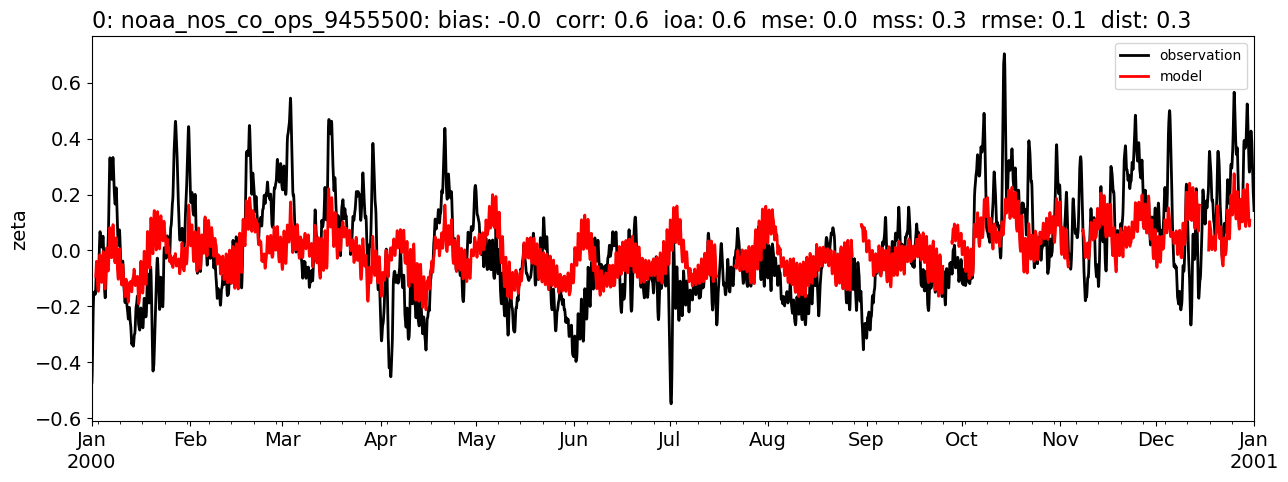 0: noaa_nos_co_ops_9455500: bias: -0.0  corr: 0.6  ioa: 0.6  mse: 0.0  mss: 0.3  rmse: 0.1  dist: 0.3
observation
model
zeta
0.6
0.4
0.2
0.0
−0.2
−0.4
−0.6
Jan Feb Mar Apr May Jun Jul Aug Sep Oct Nov Dec Jan
2000 2001